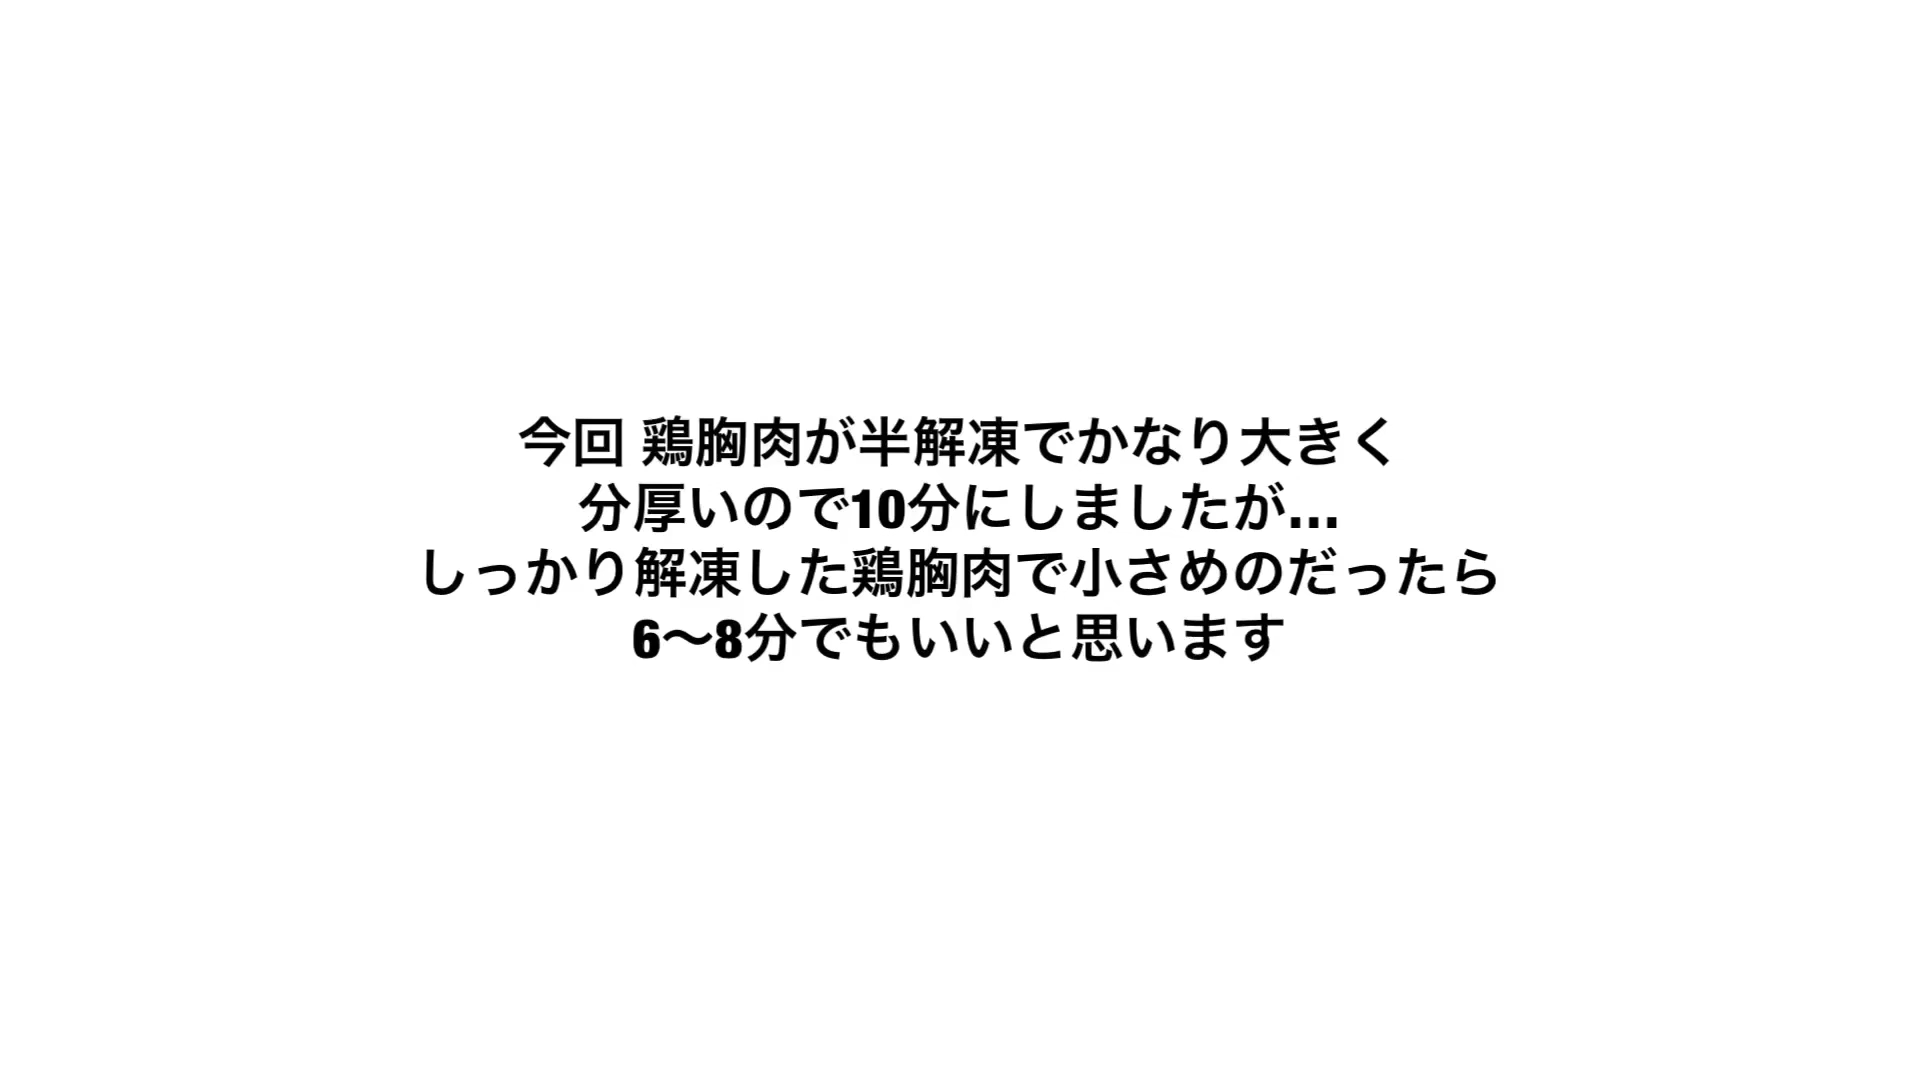 今回 鶏胸肉が半解凍でかなり大きく
分厚いので10分にしましたが...
しっかり解凍した鶏胸肉で小さめのだったら
6〜8分でもいいと思います